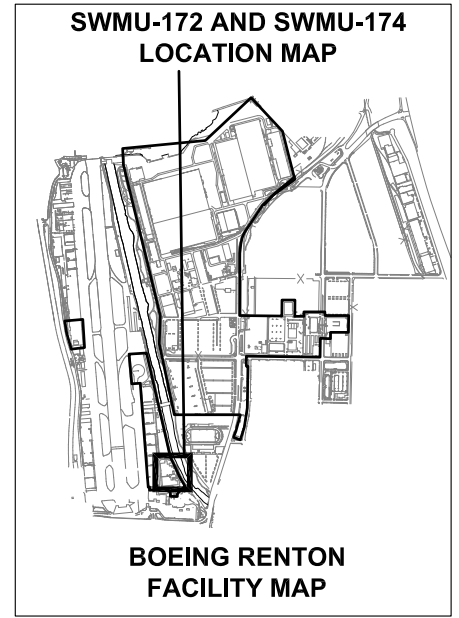 SWMU-172 AND SWMU-174
LOCATION MAP
BOEING RENTON
FACILITY MAP